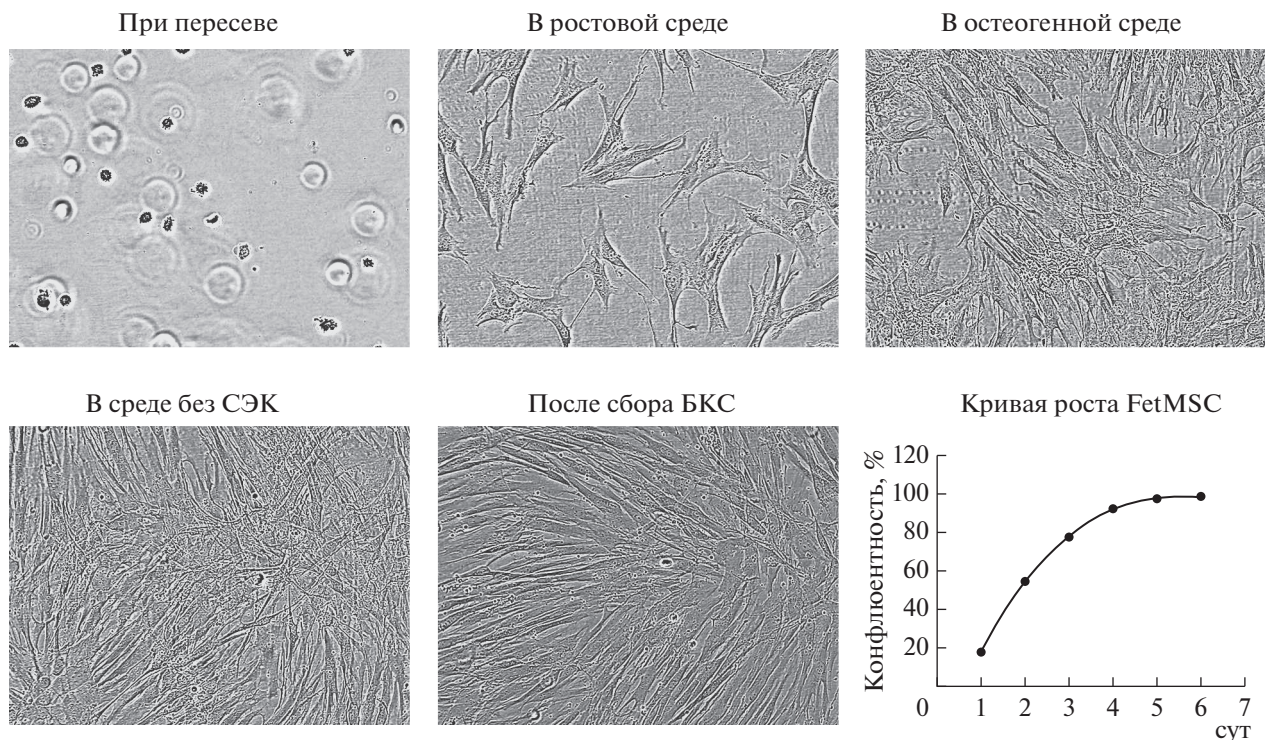 При пересеве
В ростовой среде
В остеогенной среде
В среде без СЭК
После сбора БКС
Кривая роста FetMSC
Конфлюентность, %
120
100
80
60
40
20
0 1 2 3 4 5 6 7
сут